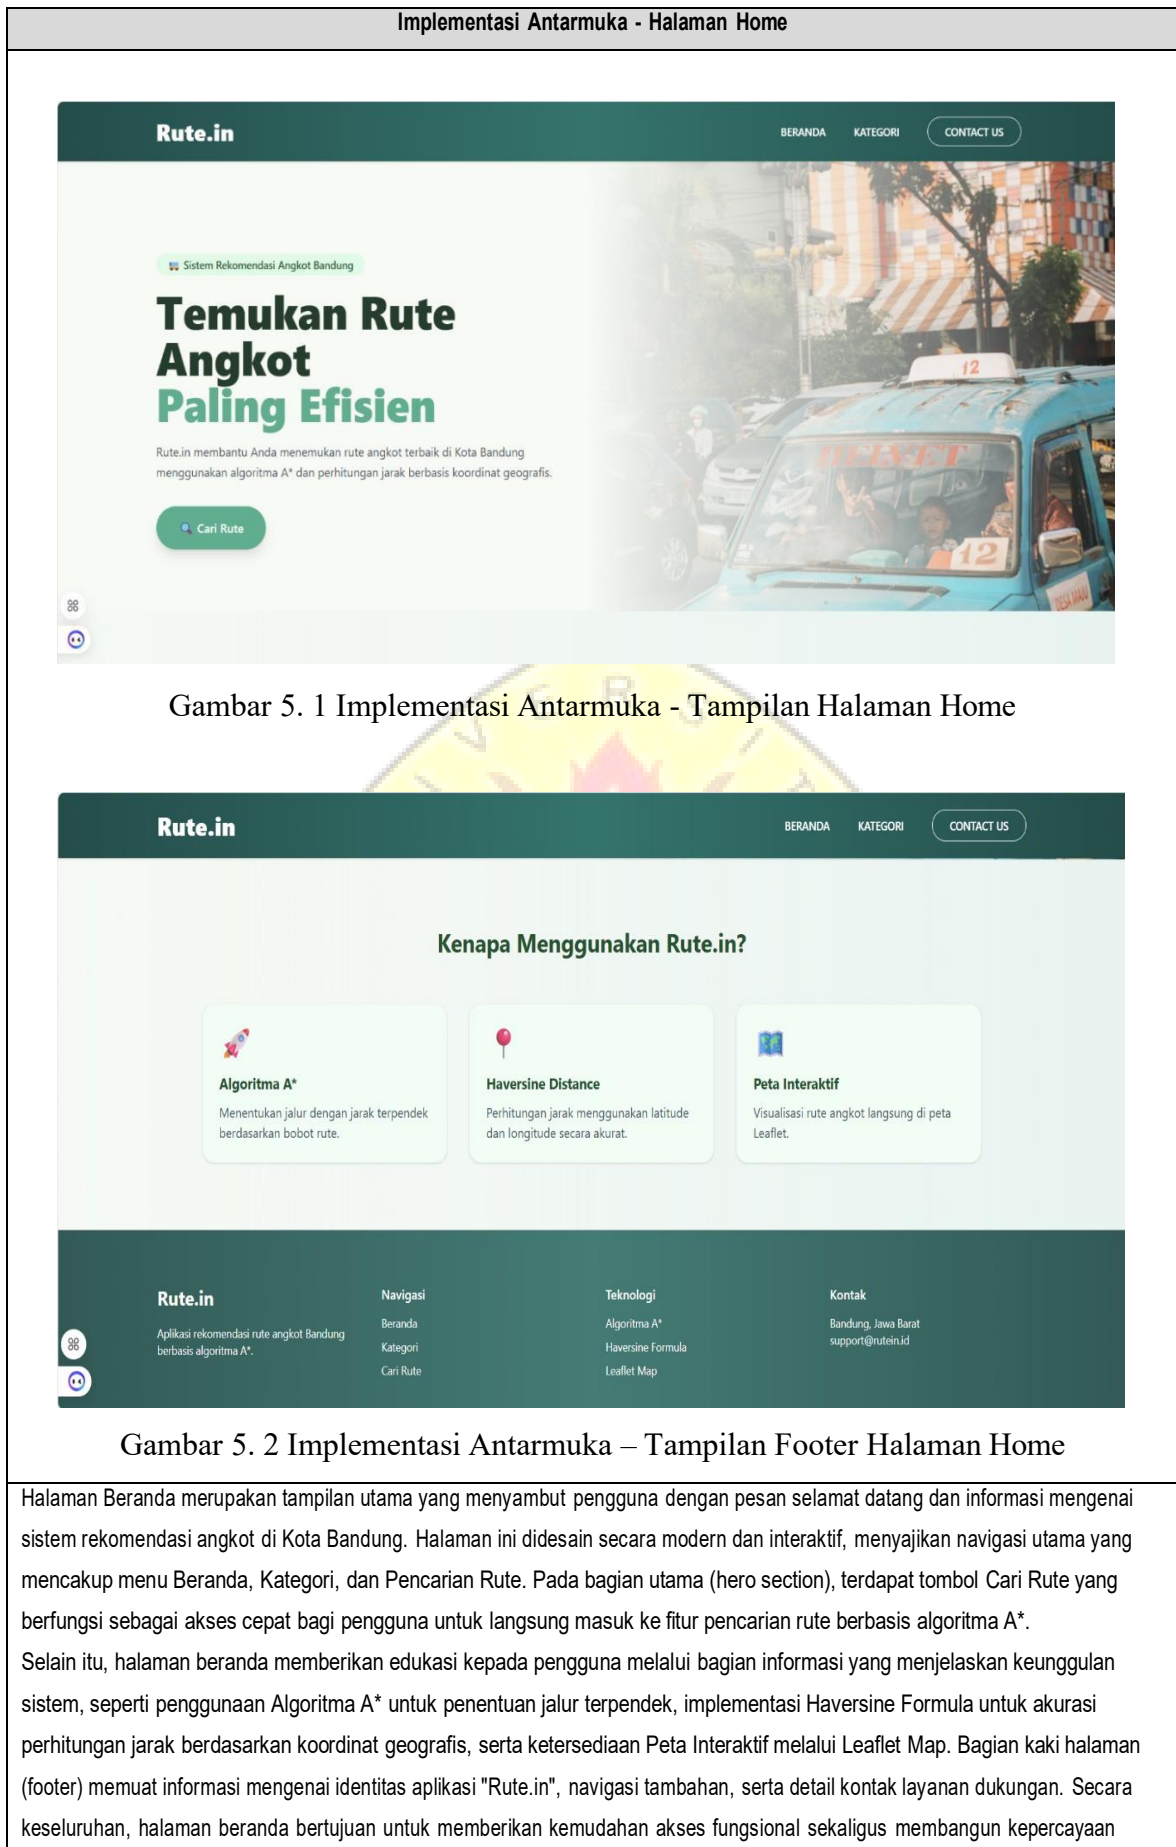 Implementasi Antarmuka - Halaman Home
Rute.in
BERANDA KATEGORI CONTACT US
Sistem Rekomendasi Angkot Bandung
Temukan Rute
Angkot
Paling Efisien
Rute.in membantu Anda menemukan rute angkot terbaik di Kota Bandung
menggunakan algoritma A* dan perhitungan jarak berbasis koordinat geografis.
Cari Rute
12
HELVET
12
DESA MAJU
Gambar 5. 1 Implementasi Antarmuka - Tampilan Halaman Home
Rute.in
BERANDA KATEGORI CONTACT US
Kenapa Menggunakan Rute.in?
Algoritma A*
Menentukan jalur dengan jarak terpendek
berdasarkan bobot rute.
Haversine Distance
Perhitungan jarak menggunakan latitude
dan longitude secara akurat.
Peta Interaktif
Visualisasi rute angkot langsung di peta
Leaflet.
Rute.in
Aplikasi rekomendasi rute angkot Bandung
berbasis algoritma A*.
Navigasi
Beranda
Kategori
Cari Rute
Teknologi
Algoritma A*
Haversine Formula
Leaflet Map
Kontak
Bandung, Jawa Barat
support@rutein.id
Gambar 5. 2 Implementasi Antarmuka – Tampilan Footer Halaman Home
Halaman Beranda merupakan tampilan utama yang menyambut pengguna dengan pesan selamat datang dan informasi mengenai
sistem rekomendasi angkot di Kota Bandung. Halaman ini didesain secara modern dan interaktif, menyajikan navigasi utama yang
mencakup menu Beranda, Kategori, dan Pencarian Rute. Pada bagian utama (hero section), terdapat tombol Cari Rute yang
berfungsi sebagai akses cepat bagi pengguna untuk langsung masuk ke fitur pencarian rute berbasis algoritma A*.
Selain itu, halaman beranda memberikan edukasi kepada pengguna melalui bagian informasi yang menjelaskan keunggulan
sistem, seperti penggunaan Algoritma A* untuk penentuan jalur terpendek, implementasi Haversine Formula untuk akurasi
perhitungan jarak berdasarkan koordinat geografis, serta ketersediaan Peta Interaktif melalui Leaflet Map. Bagian kaki halaman
(footer) memuat informasi mengenai identitas aplikasi "Rute.in", navigasi tambahan, serta detail kontak layanan dukungan. Secara
keseluruhan, halaman beranda bertujuan untuk memberikan kemudahan akses fungsional sekaligus membangun kepercayaan